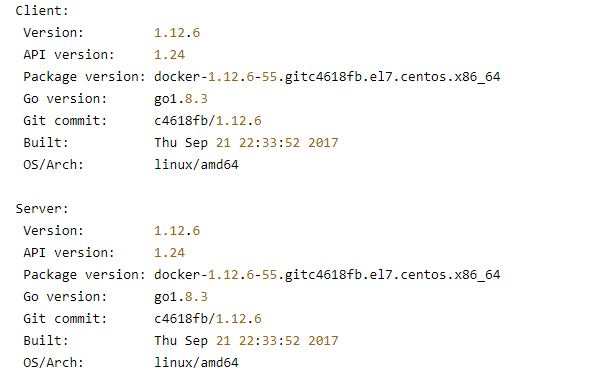 Client:
Version: 1.12.6
API version: 1.24
Package version: docker-1.12.6-55.gitc4618fb.el7.centos.x86_64
Go version: go1.8.3
Git commit: c4618fb/1.12.6
Built: Thu Sep 21 22:33:52 2017
OS/Arch: linux/amd64
Server:
Version: 1.12.6
API version: 1.24
Package version: docker-1.12.6-55.gitc4618fb.el7.centos.x86_64
Go version: go1.8.3
Git commit: c4618fb/1.12.6
Built: Thu Sep 21 22:33:52 2017
OS/Arch: linux/amd64